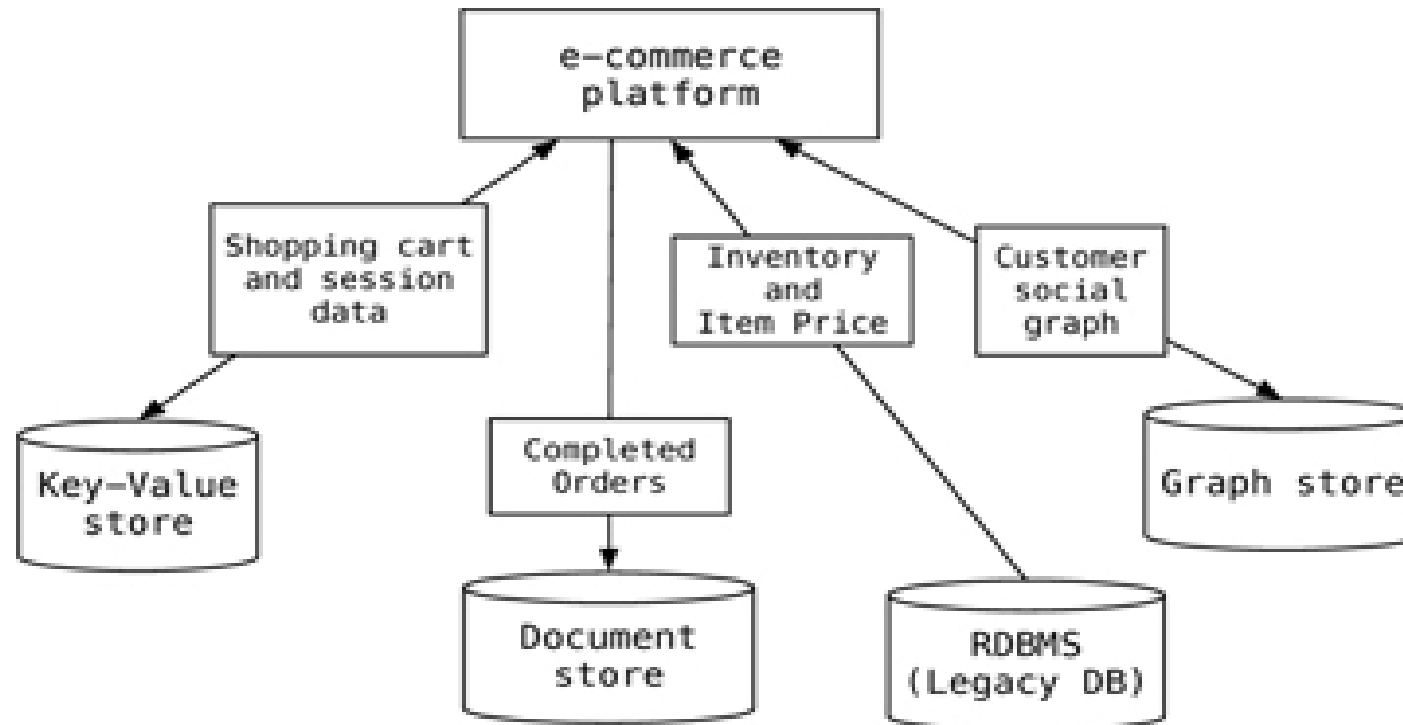 e-commerce
platform
Shopping cart
and session
data
Inventory
and
Item Price
Customer
social
graph
Completed
Orders
Key-Value
store
Graph store
Document
store
RDBMS
(Legacy DB)